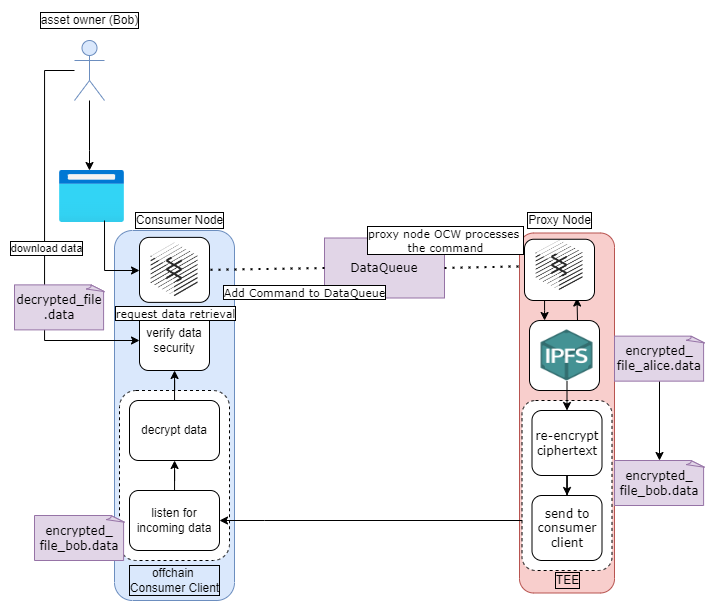 asset owner (Bob)
Consumer Node
Proxy Node
proxy node OCW processes
the command
download data
DataQueue
decrypted_file
.data
Add Command to DataQueue
request data retrieval
verify data
security
IPFS
encrypted_
file_alice.data
decrypt data
re-encrypt
ciphertext
encrypted_
file_bob.data
listen for
incoming data
send to
consumer
client
encrypted_
file_bob.data
offchain
Consumer Client
TEE